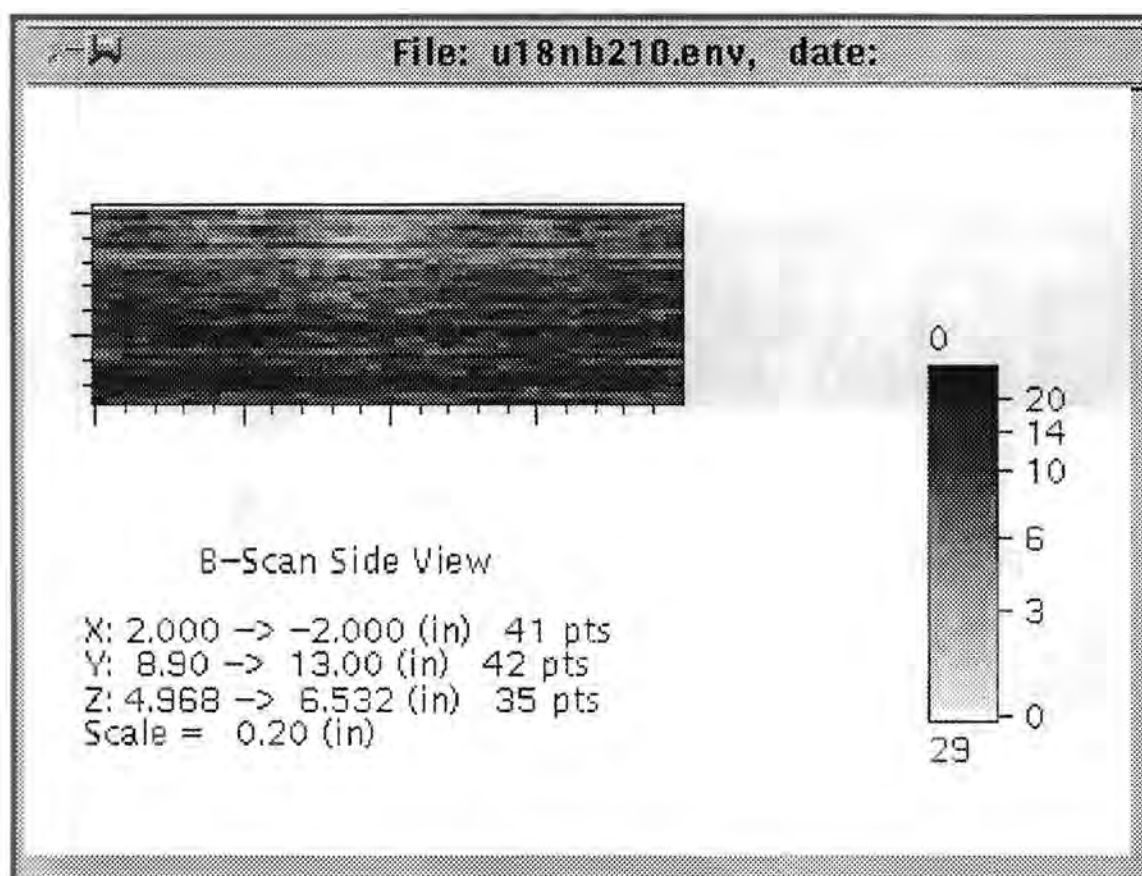 File: u18nb210.env, date:
0
20
14
10
6
3
0
29
B-Scan Side View
X: 2.000 -> -2.000 (in) 41 pts
Y: 8.90 -> 13.00 (in) 42 pts
Z: 4.968 -> 6.532 (in) 35 pts
Scale = 0.20 (in)